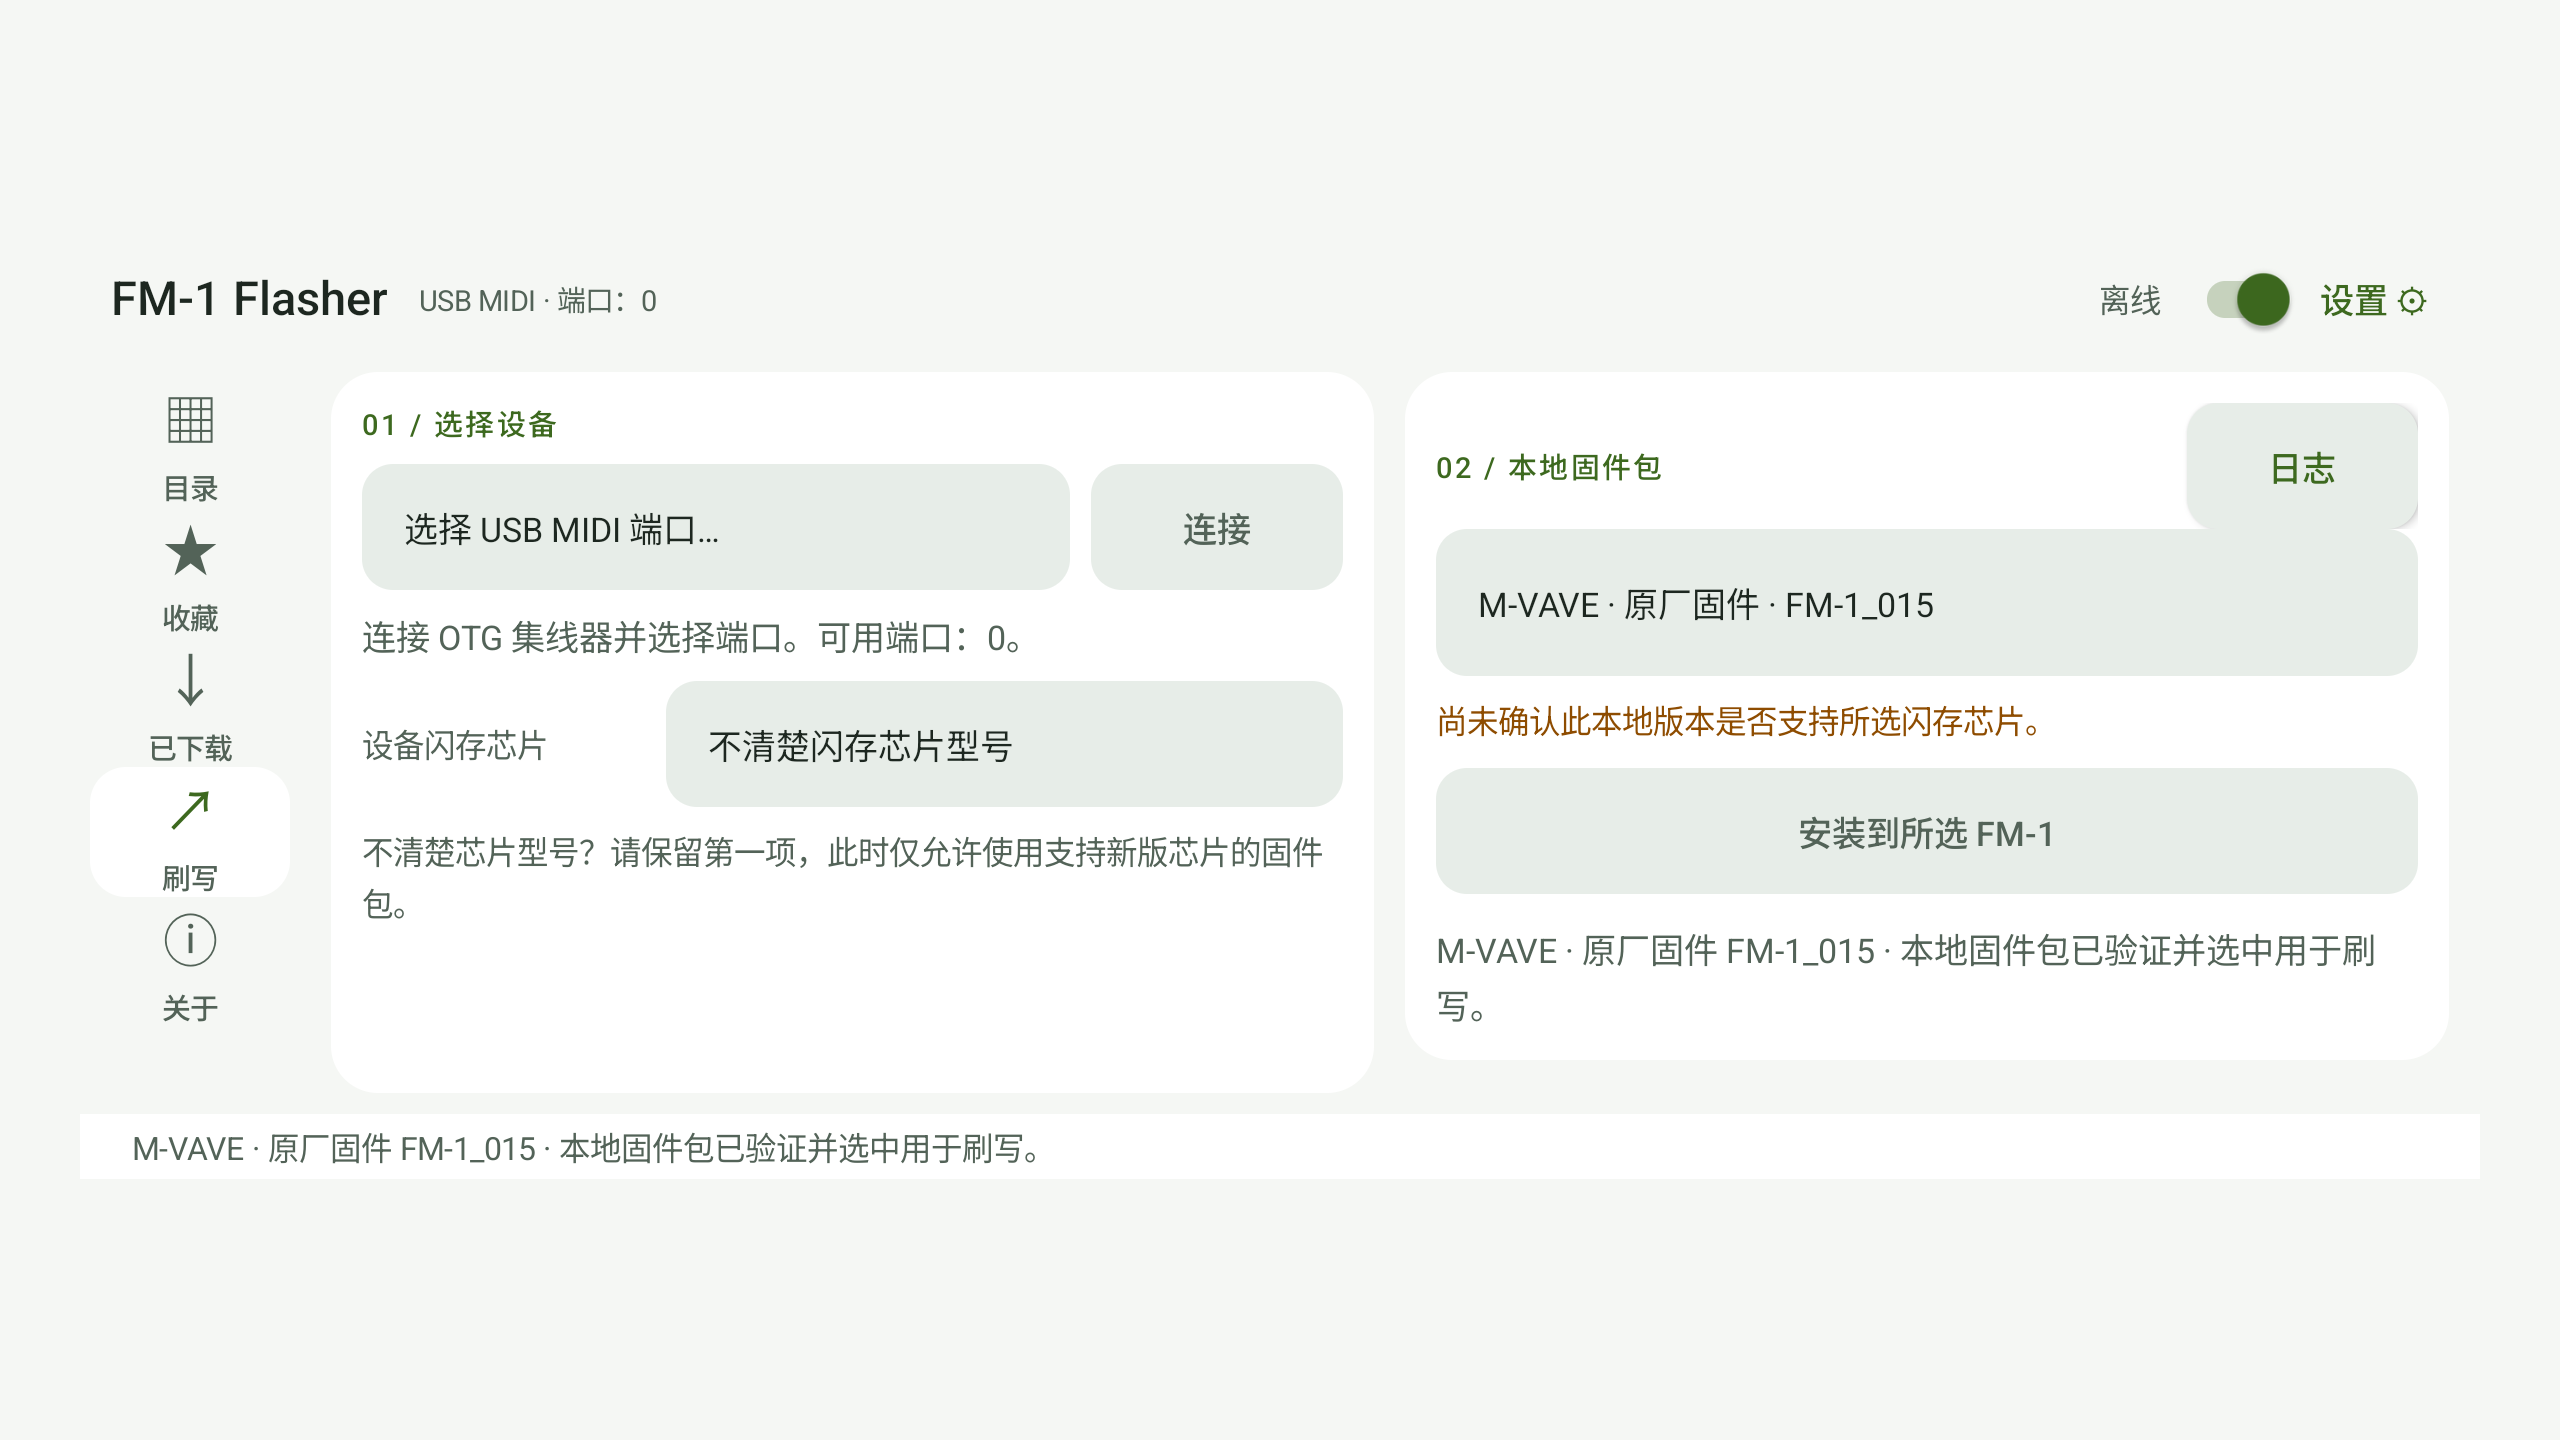 FM-1 Flasher
USB MIDI · 端口：0
离线
设置
目录
收藏
已下载
刷写
关于
01 / 选择设备
选择 USB MIDI 端口...
连接
连接 OTG 集线器并选择端口。可用端口：0。
设备闪存芯片
不清楚闪存芯片型号
不清楚芯片型号？请保留第一项，此时仅允许使用支持新版芯片的固件
包。
02 / 本地固件包
日志
M-VAVE · 原厂固件 · FM-1_015
尚未确认此本地版本是否支持所选闪存芯片。
安装到所选 FM-1
M-VAVE · 原厂固件 FM-1_015 · 本地固件包已验证并选中用于刷
写。
M-VAVE · 原厂固件 FM-1_015 · 本地固件包已验证并选中用于刷写。